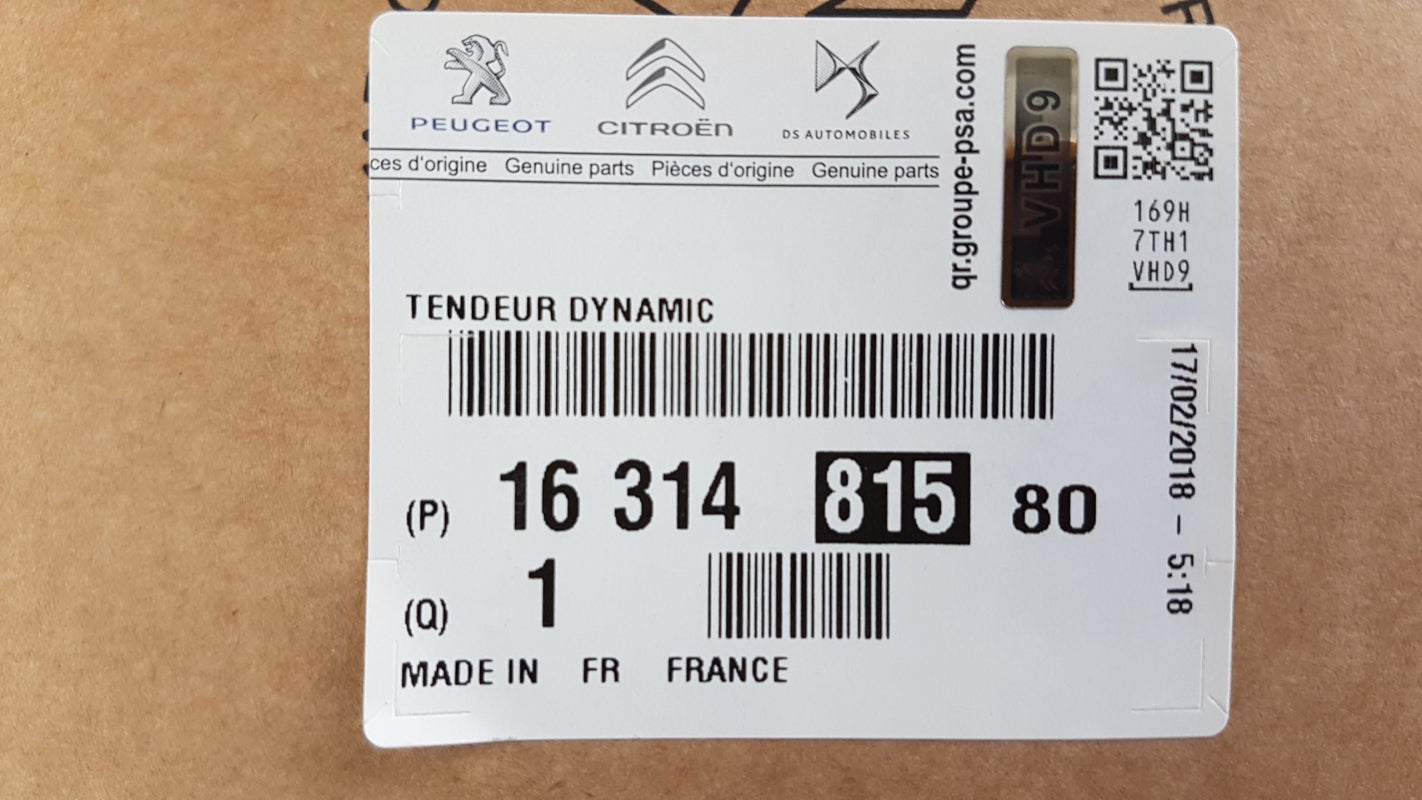 PEUGEOT
CITROËN
DS AUTOMOBILES
ces d'origine Genuine parts Pièces d'origine Genuine parts
qr.groupe-psa.com
VHD9
169H
7TH1
VHD9
TENDEUR DYNAMIC
17/02/2018 - 5:18
(P) 16 314 815 80
(Q) 1
MADE IN FR FRANCE